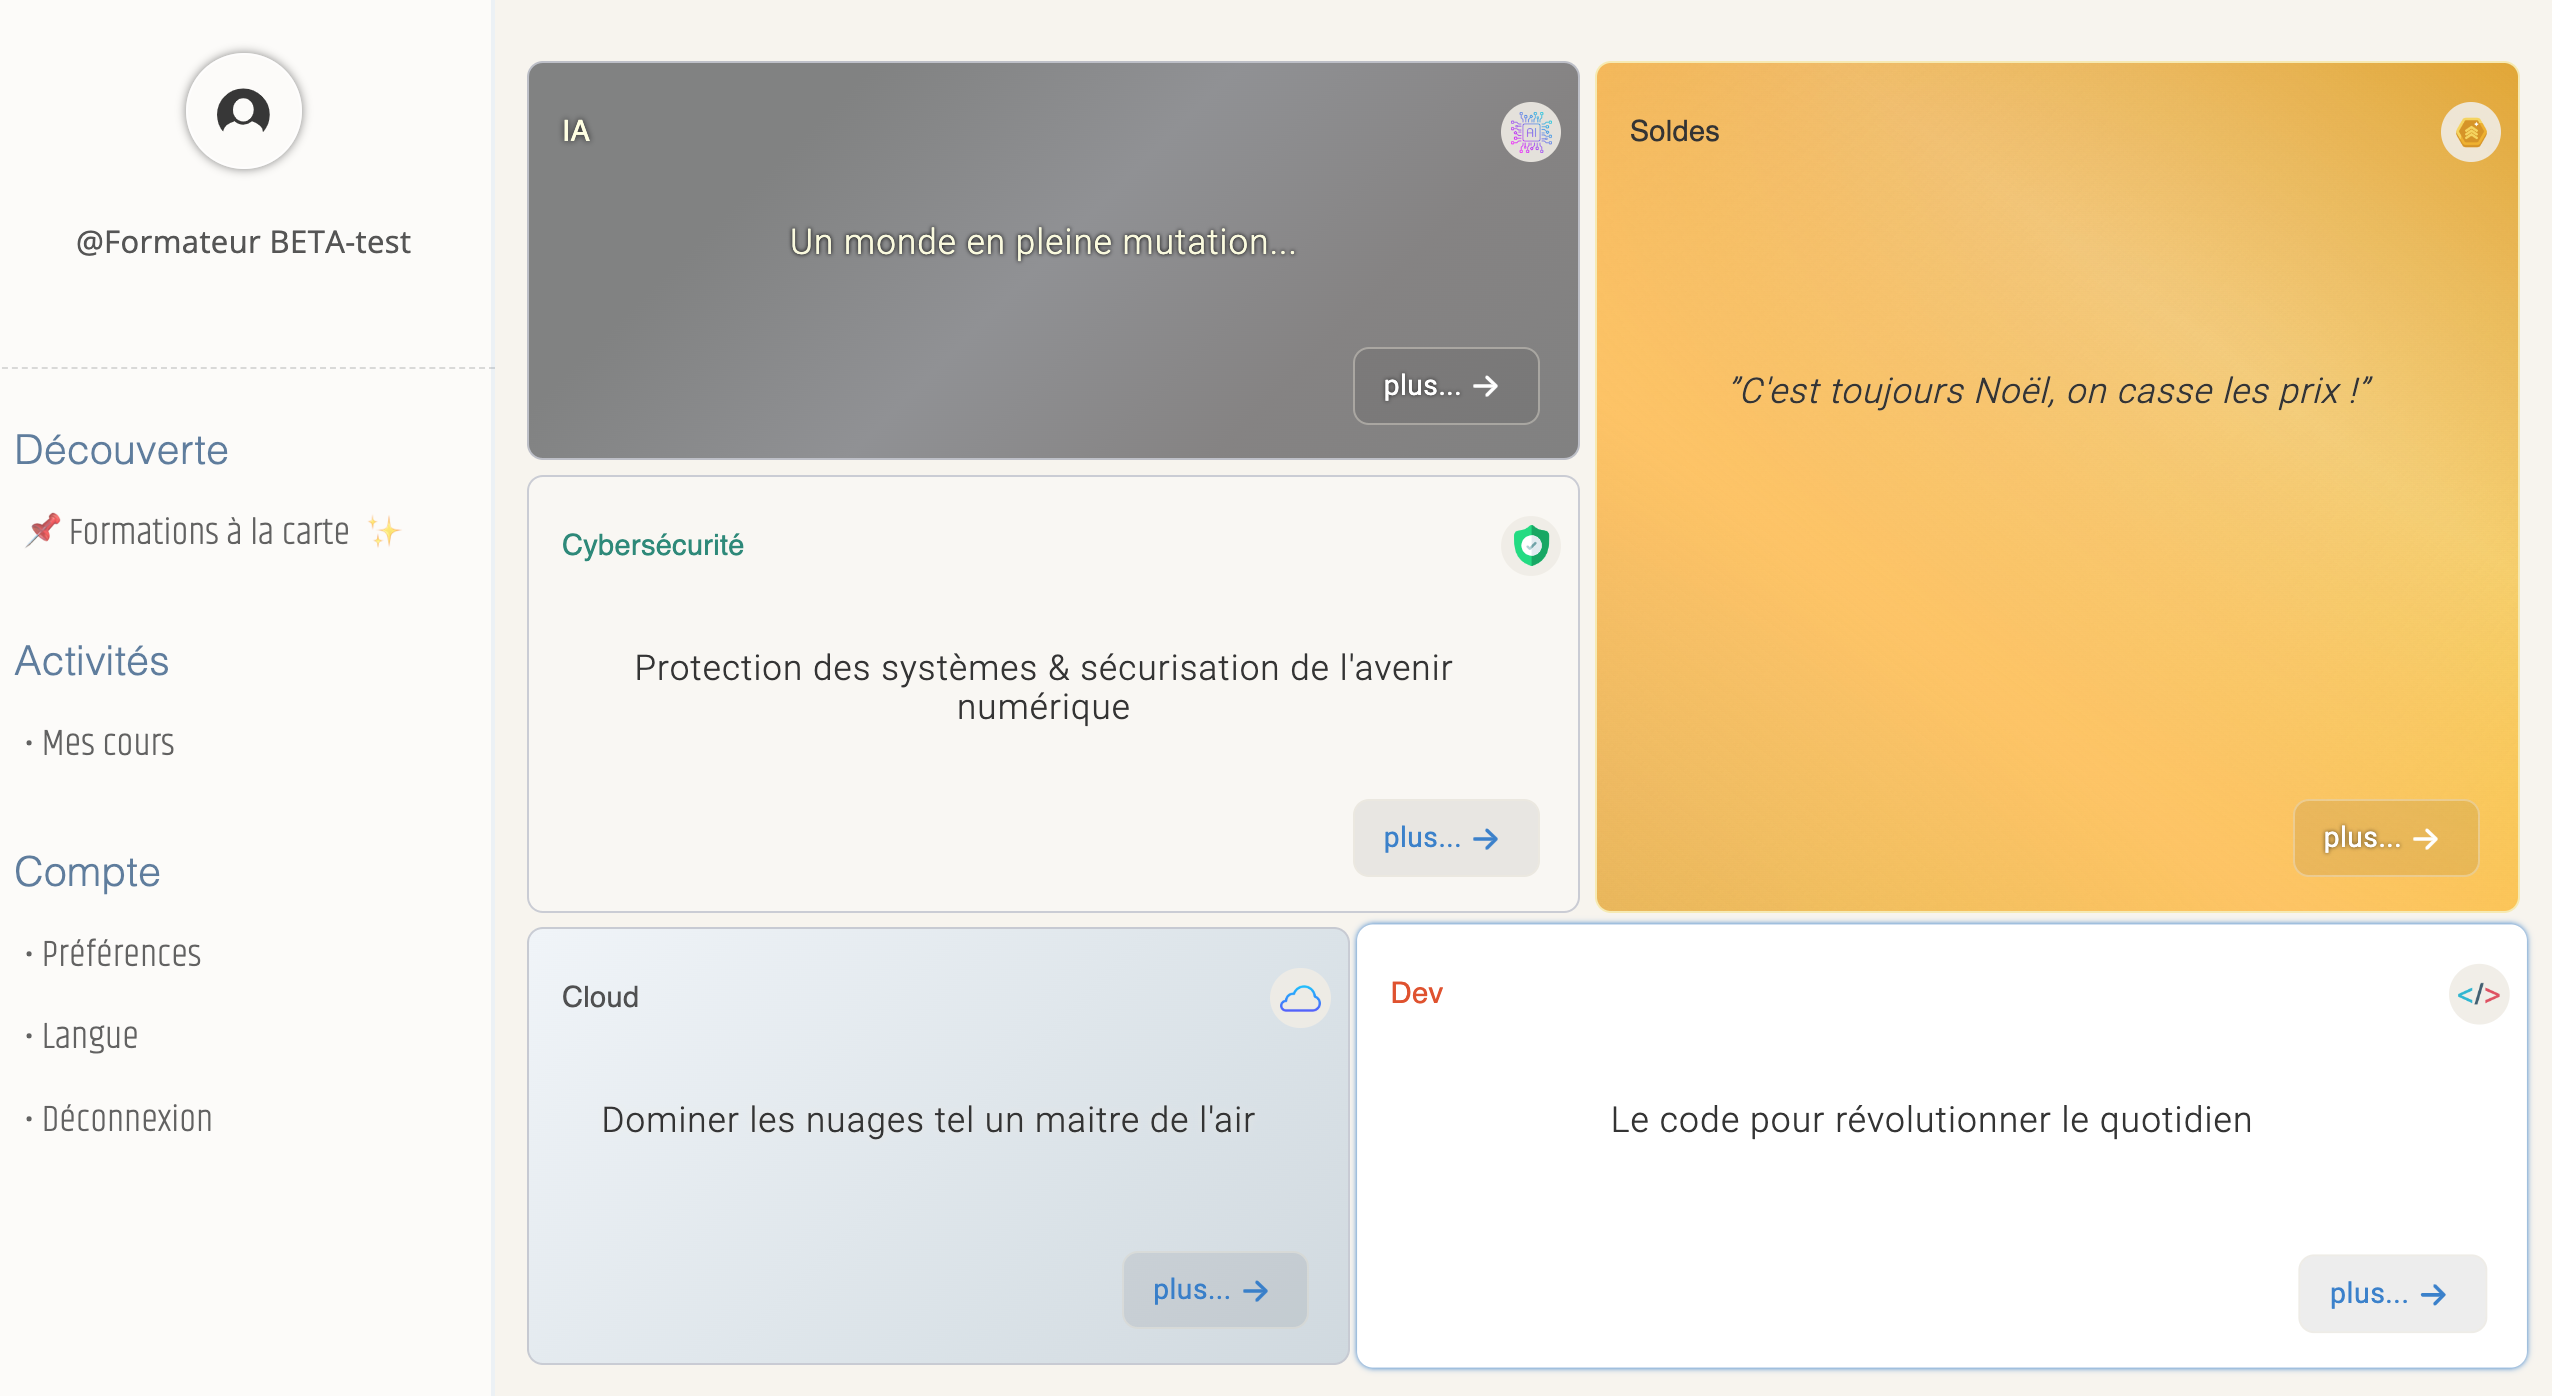 @Formateur BETA-test
Découverte
📌 Formations à la carte ✨
Activités
· Mes cours
Compte
· Préférences
· Langue
· Déconnexion
IA
AI
Un monde en pleine mutation...
plus... →
Soldes
"C'est toujours Noël, on casse les prix !"
plus... →
Cybersécurité
Protection des systèmes & sécurisation de l'avenir
numérique
plus... →
Cloud
Dominer les nuages tel un maitre de l'air
plus... →
Dev
</>
Le code pour révolutionner le quotidien
plus... →